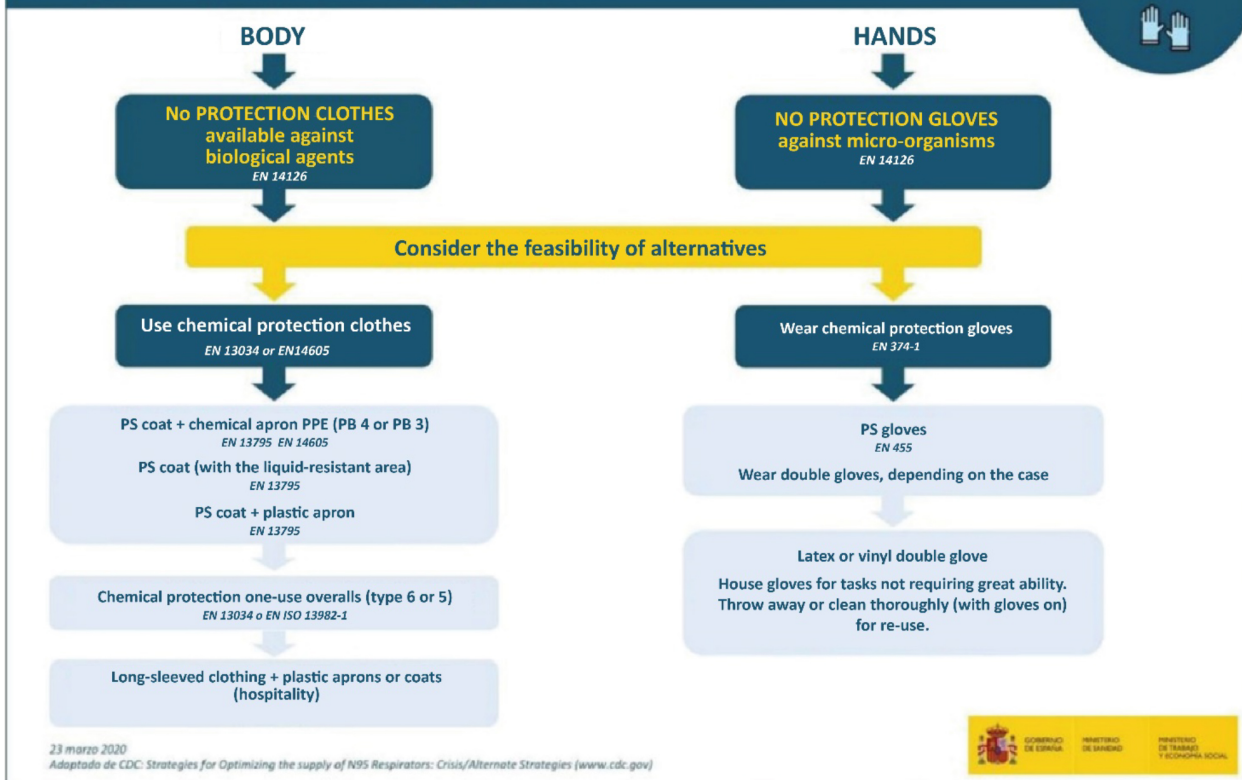 BODY
No PROTECTION CLOTHES
available against
biological agents
EN 14126
HANDS
NO PROTECTION GLOVES
against micro-organisms
EN 14126
Consider the feasibility of alternatives
Use chemical protection clothes
EN 13034 or EN14605
PS coat + chemical apron PPE (PB 4 or PB 3)
EN 13795 EN 14605
PS coat (with the liquid-resistant area)
EN 13795
PS coat + plastic apron
EN 13795
Chemical protection one-use overalls (type 6 or 5)
EN 13034 o EN ISO 13982-1
Long-sleeved clothing + plastic aprons or coats
(hospitality)
Wear chemical protection gloves
EN 374-1
PS gloves
EN 455
Wear double gloves, depending on the case
Latex or vinyl double glove
House gloves for tasks not requiring great ability.
Throw away or clean thoroughly (with gloves on)
for re-use.
23 marzo 2020
Adaptado de CDC: Strategies for Optimizing the supply of N95 Respirators: Crisis/Alternate Strategies (www.cdc.gov)
GOBIERNO
DE ESPAÑA
MINISTERIO
DE SANIDAD
MINISTERIO
DE TRABAJO
Y ECONOMÍA SOCIAL